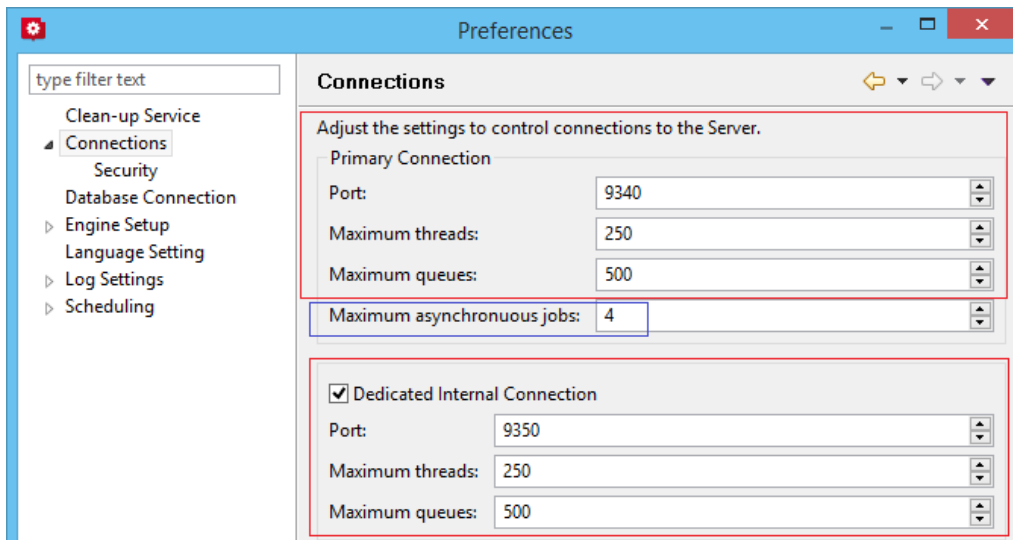 Preferences
type filter text
Clean-up Service
Connections
Security
Database Connection
Engine Setup
Language Setting
Log Settings
Scheduling
Connections
Adjust the settings to control connections to the Server.
Primary Connection
Port: 9340
Maximum threads: 250
Maximum queues: 500
Maximum asynchronuous jobs: 4
Dedicated Internal Connection
Port: 9350
Maximum threads: 250
Maximum queues: 500